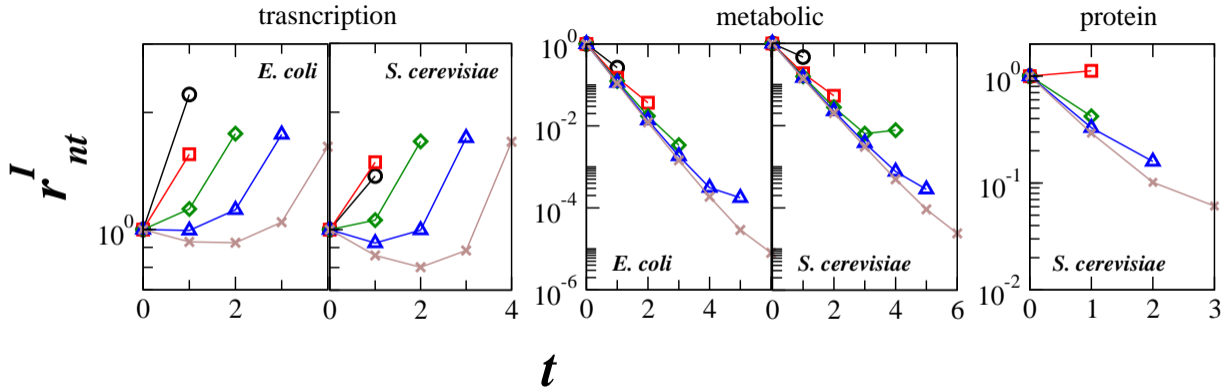 trasncription metabolic protein
E. coli S. cerevisiae
E. coli S. cerevisiae S. cerevisiae
r^I_{nt}
10^0
10^0 10^{-2} 10^{-4} 10^{-6}
10^0 10^{-1} 10^{-2}
0 2 0 2 4 0 2 4 0 2 4 6 0 1 2 3
t